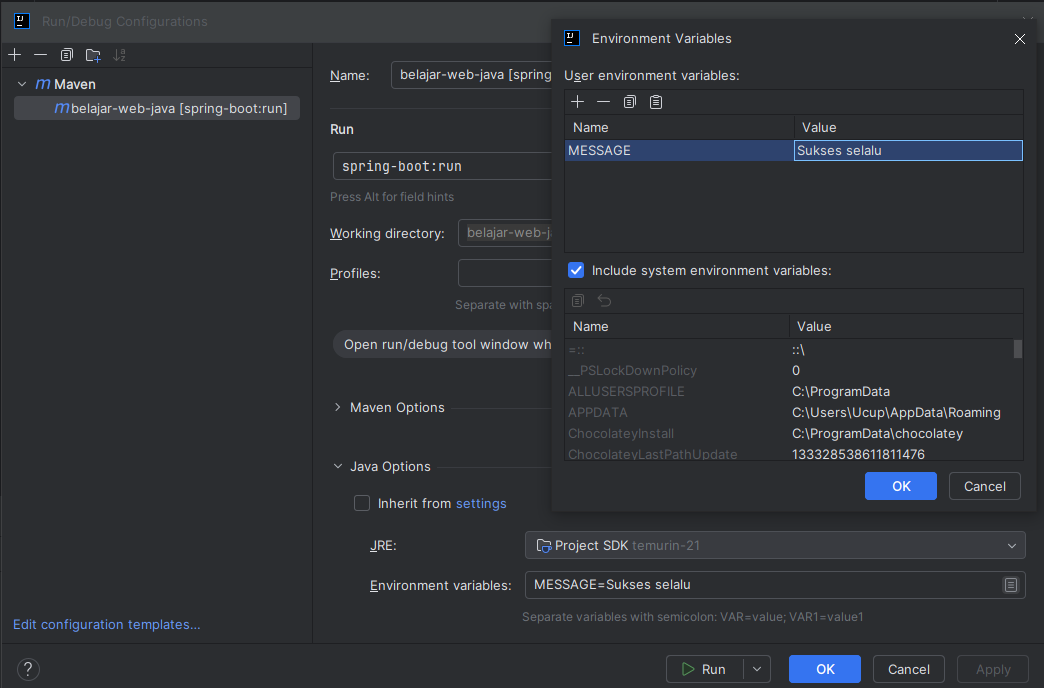 Run/Debug Configurations
Maven
belajar-web-java [spring-boot:run]
Edit configuration templates...
Name:
belajar-web-java [spring
Run
spring-boot:run
Press Alt for field hints
Working directory:
belajar-web-j
Profiles:
Separate with spa
Open run/debug tool window wh
Maven Options
Java Options
Inherit from settings
JRE:
Project SDK temurin-21
Environment variables:
MESSAGE=Sukses selalu
Separate variables with semicolon: VAR=value; VAR1=value1
Run
OK
Cancel
Apply
?
Environment Variables
User environment variables:
Name Value
MESSAGE Sukses selalu
Include system environment variables:
Name Value
=:: ::\
__PSLockDownPolicy 0
ALLUSERSPROFILE C:\ProgramData
APPDATA C:\Users\Ucup\AppData\Roaming
ChocolateyInstall C:\ProgramData\chocolatey
ChocolateyLastPathUpdate 133328538611811476
OK
Cancel